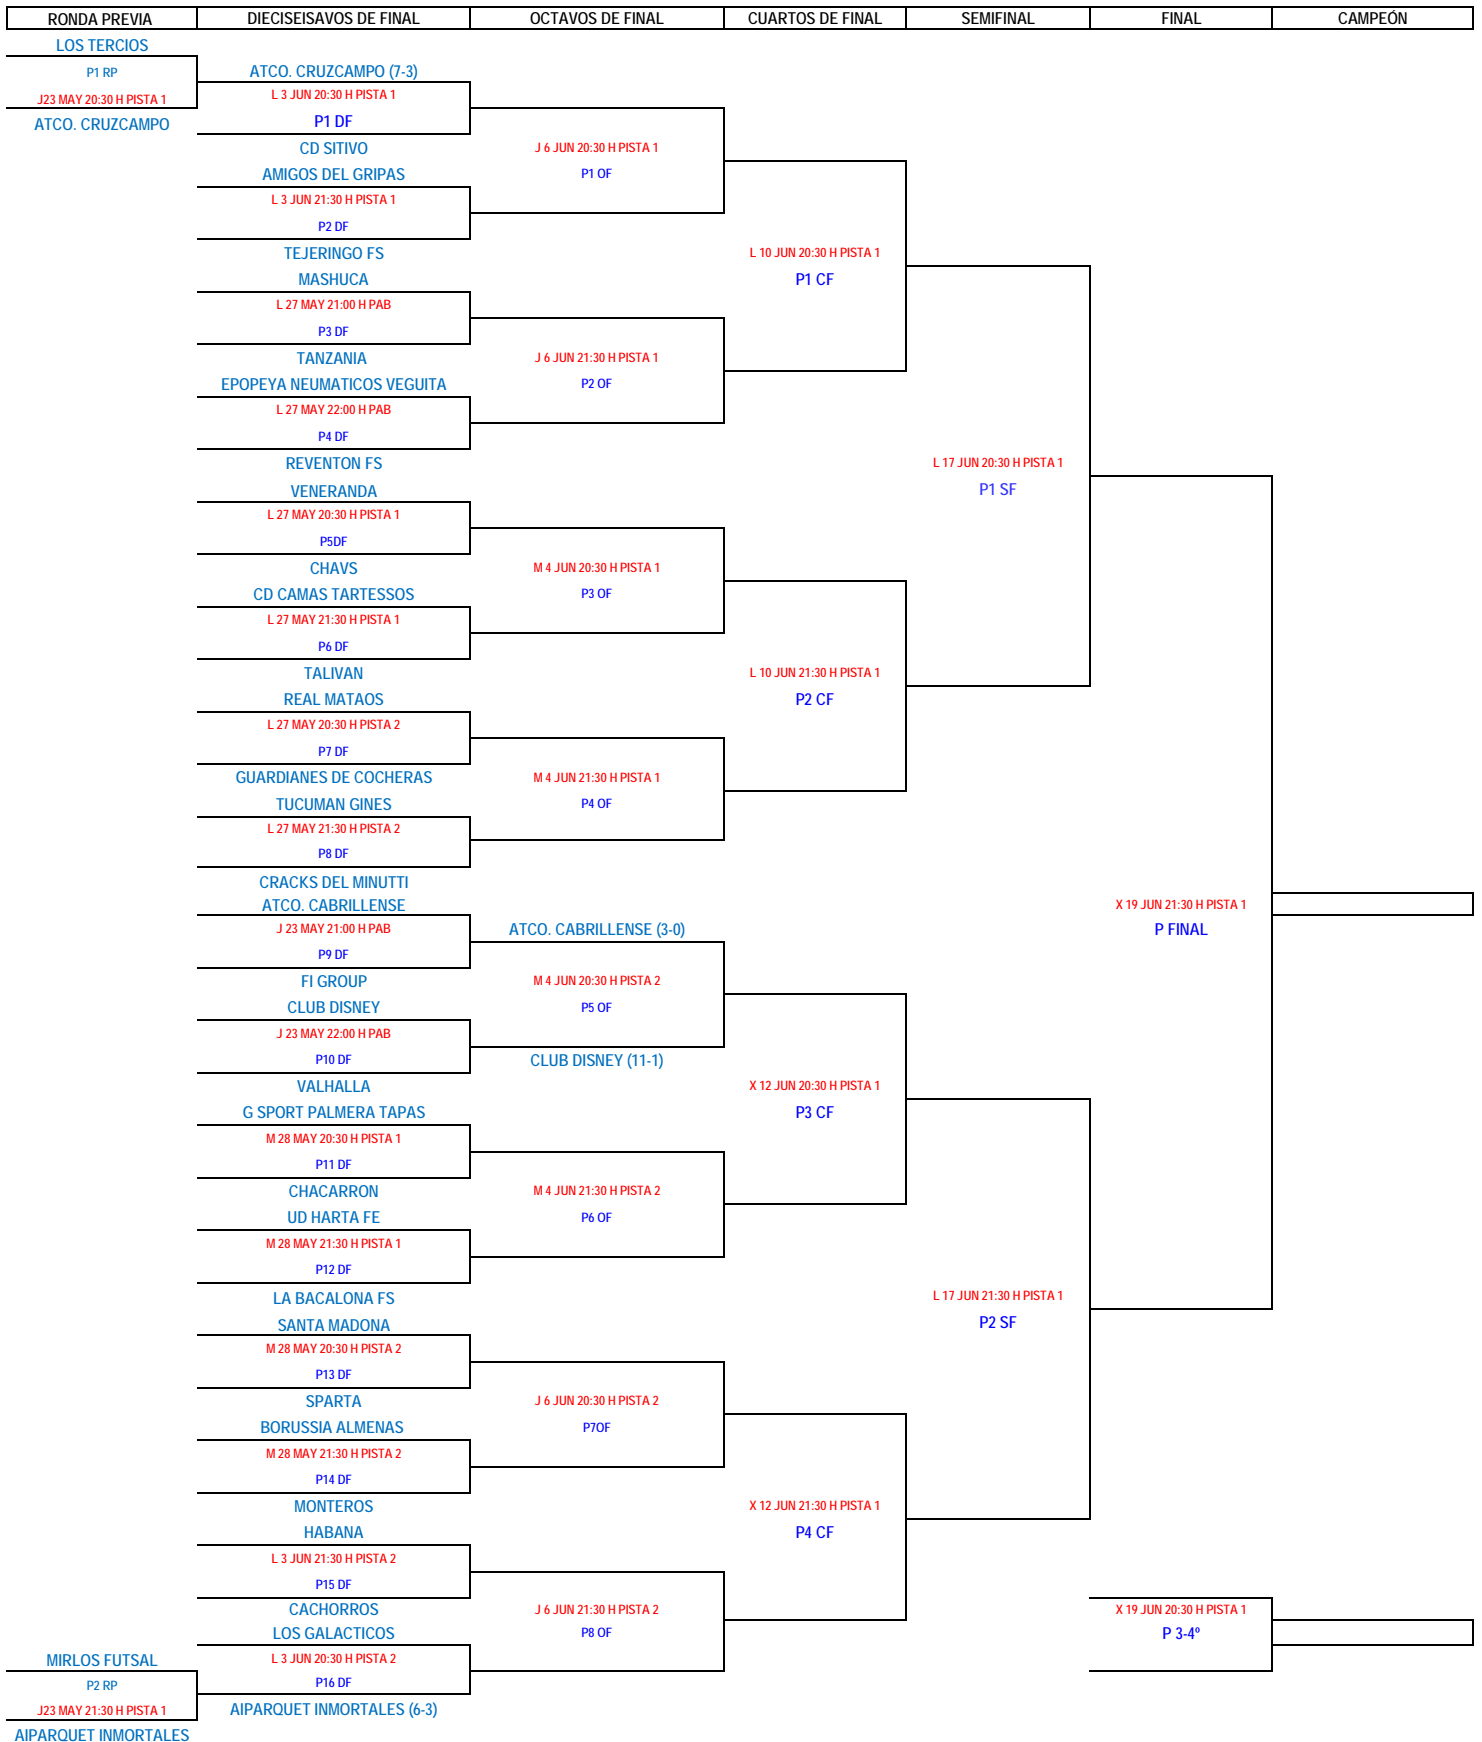 RONDA PREVIA
DIECISEISAVOS DE FINAL
OCTAVOS DE FINAL
CUARTOS DE FINAL
SEMIFINAL
FINAL
CAMPEÓN
LOS TERCIOS
P1 RP
J23 MAY 20:30 H PISTA 1
ATCO. CRUZCAMPO
MIRLOS FUTSAL
P2 RP
J23 MAY 21:30 H PISTA 1
AIPARQUET INMORTALES
ATCO. CRUZCAMPO (7-3)
L 3 JUN 20:30 H PISTA 1
P1 DF
CD SITIVO
AMIGOS DEL GRIPAS
L 3 JUN 21:30 H PISTA 1
P2 DF
TEJERINGO FS
MASHUCA
L 27 MAY 21:00 H PAB
P3 DF
TANZANIA
EPOPEYA NEUMATICOS VEGUITA
L 27 MAY 22:00 H PAB
P4 DF
REVENTON FS
VENERANDA
L 27 MAY 20:30 H PISTA 1
P5DF
CHAVS
CD CAMAS TARTESSOS
L 27 MAY 21:30 H PISTA 1
P6 DF
TALIVAN
REAL MATAOS
L 27 MAY 20:30 H PISTA 2
P7 DF
GUARDIANES DE COCHERAS
TUCUMAN GINES
L 27 MAY 21:30 H PISTA 2
P8 DF
CRACKS DEL MINUTTI
ATCO. CABRILLENSE
J 23 MAY 21:00 H PAB
P9 DF
FI GROUP
CLUB DISNEY
J 23 MAY 22:00 H PAB
P10 DF
VALHALLA
G SPORT PALMERA TAPAS
M 28 MAY 20:30 H PISTA 1
P11 DF
CHACARRON
UD HARTA FE
M 28 MAY 21:30 H PISTA 1
P12 DF
LA BACALONA FS
SANTA MADONA
M 28 MAY 20:30 H PISTA 2
P13 DF
SPARTA
BORUSSIA ALMENAS
M 28 MAY 21:30 H PISTA 2
P14 DF
MONTEROS
HABANA
L 3 JUN 21:30 H PISTA 2
P15 DF
CACHORROS
LOS GALACTICOS
L 3 JUN 20:30 H PISTA 2
P16 DF
AIPARQUET INMORTALES (6-3)
J 6 JUN 20:30 H PISTA 1
P1 OF
J 6 JUN 21:30 H PISTA 1
P2 OF
M 4 JUN 20:30 H PISTA 1
P3 OF
M 4 JUN 21:30 H PISTA 1
P4 OF
ATCO. CABRILLENSE (3-0)
M 4 JUN 20:30 H PISTA 2
P5 OF
CLUB DISNEY (11-1)
M 4 JUN 21:30 H PISTA 2
P6 OF
J 6 JUN 20:30 H PISTA 2
P7OF
J 6 JUN 21:30 H PISTA 2
P8 OF
L 10 JUN 20:30 H PISTA 1
P1 CF
L 10 JUN 21:30 H PISTA 1
P2 CF
X 12 JUN 20:30 H PISTA 1
P3 CF
X 12 JUN 21:30 H PISTA 1
P4 CF
L 17 JUN 20:30 H PISTA 1
P1 SF
L 17 JUN 21:30 H PISTA 1
P2 SF
X 19 JUN 21:30 H PISTA 1
P FINAL
X 19 JUN 20:30 H PISTA 1
P 3-4º